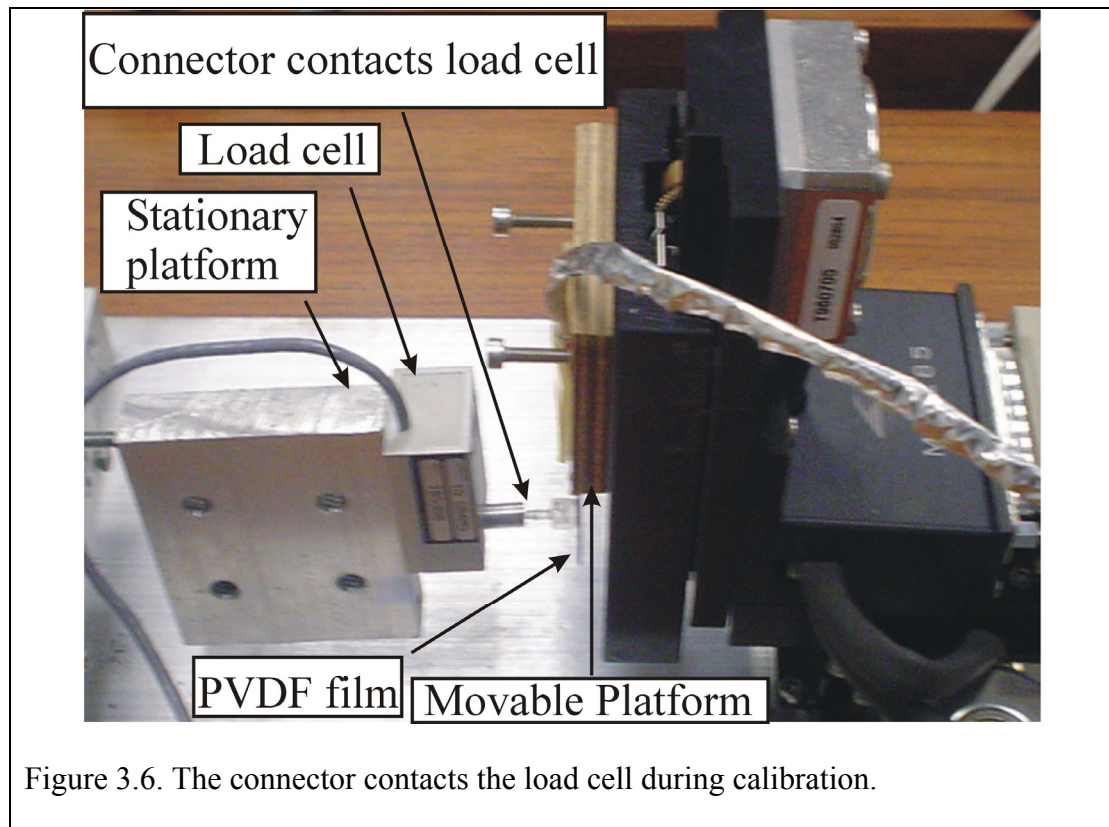 Connector contacts load cell
Load cell
Stationary
platform
T960705
PVDF film
Movable Platform
Figure 3.6. The connector contacts the load cell during calibration.